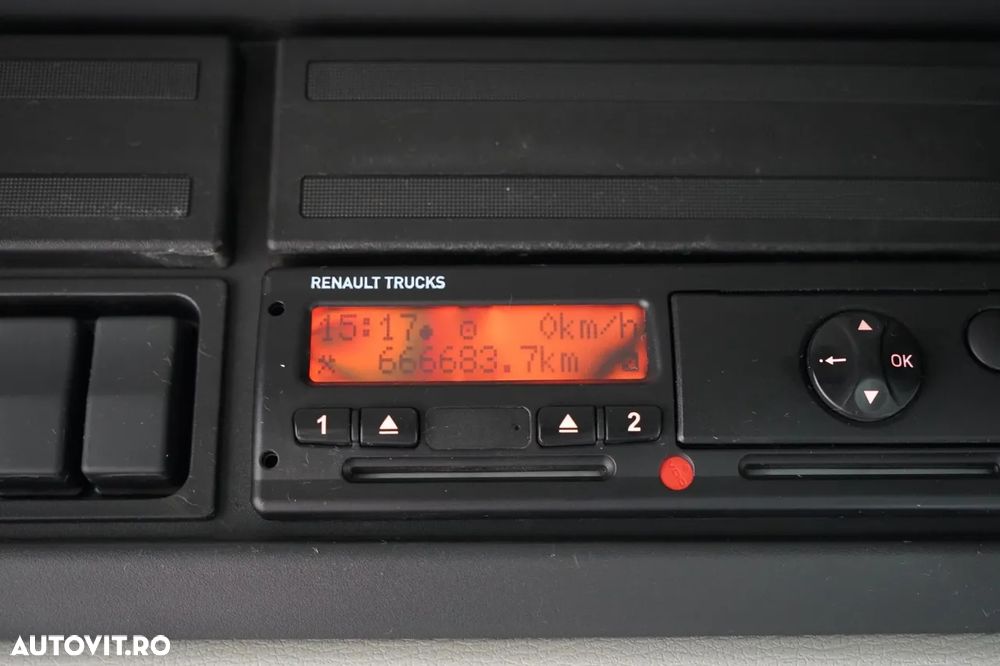 RENAULT TRUCKS
15:17 0km/h
666683.7km
1 2
OK
AUTOVIT.RO